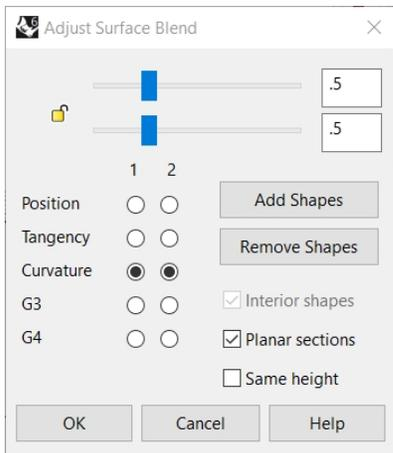 Adjust Surface Blend
.5
.5
1 2
Position
Tangency
Curvature
G3
G4
Add Shapes
Remove Shapes
Interior shapes
Planar sections
Same height
OK Cancel Help